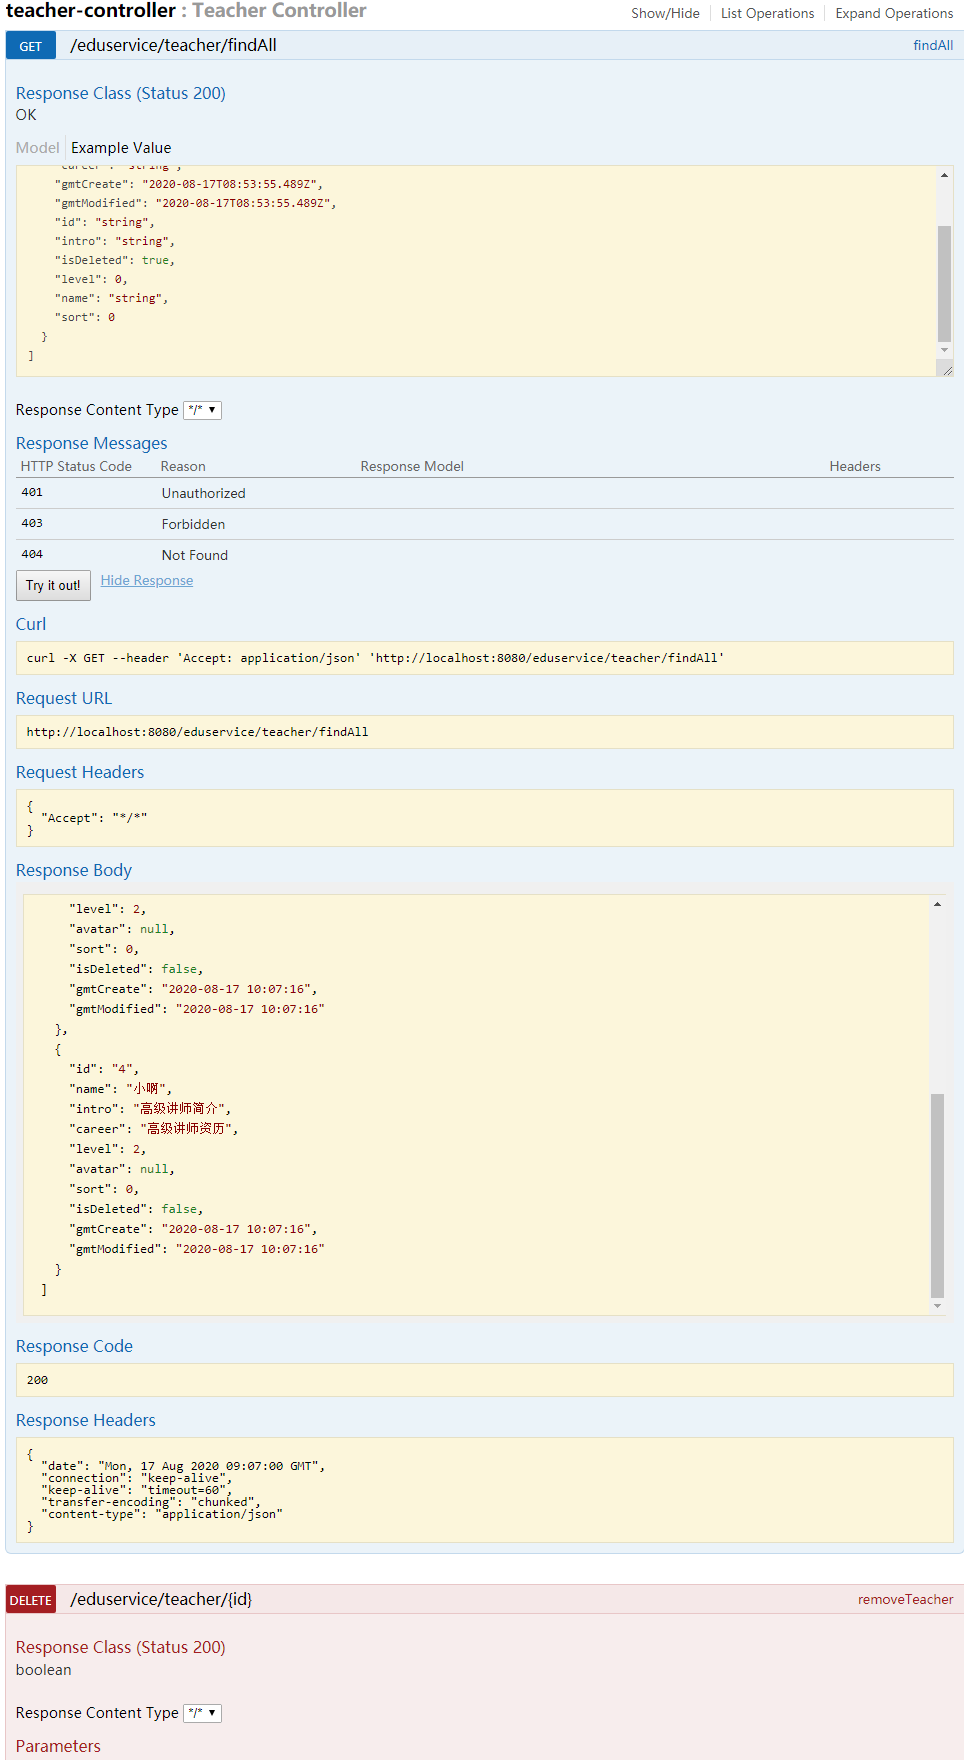 teacher-controller : Teacher Controller
Show/Hide
List Operations
Expand Operations
GET /eduservice/teacher/findAll findAll
Response Class (Status 200)
OK
Model Example Value
"career": "string",
"gmtCreate": "2020-08-17T08:53:55.489Z",
"gmtModified": "2020-08-17T08:53:55.489Z",
"id": "string",
"intro": "string",
"isDeleted": true,
"level": 0,
"name": "string",
"sort": 0
}
]
Response Content Type */*
Response Messages
HTTP Status Code Reason Response Model Headers
401 Unauthorized
403 Forbidden
404 Not Found
Try it out! Hide Response
Curl
curl -X GET --header 'Accept: application/json' 'http://localhost:8080/eduservice/teacher/findAll'
Request URL
http://localhost:8080/eduservice/teacher/findAll
Request Headers
{
"Accept": "*/*"
}
Response Body
"level": 2,
"avatar": null,
"sort": 0,
"isDeleted": false,
"gmtCreate": "2020-08-17 10:07:16",
"gmtModified": "2020-08-17 10:07:16"
},
{
"id": "4",
"name": "小啊",
"intro": "高级讲师简介",
"career": "高级讲师资历",
"level": 2,
"avatar": null,
"sort": 0,
"isDeleted": false,
"gmtCreate": "2020-08-17 10:07:16",
"gmtModified": "2020-08-17 10:07:16"
}
]
Response Code
200
Response Headers
{
"date": "Mon, 17 Aug 2020 09:07:00 GMT",
"connection": "keep-alive",
"keep-alive": "timeout=60",
"transfer-encoding": "chunked",
"content-type": "application/json"
}
DELETE /eduservice/teacher/{id} removeTeacher
Response Class (Status 200)
boolean
Response Content Type */*
Parameters